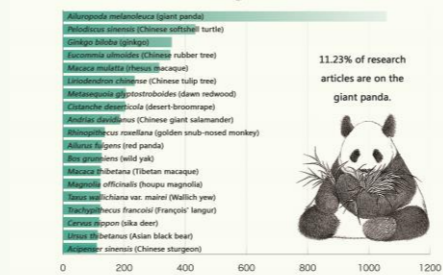 Ailuropoda melanoleuca (giant panda)
Pelodiscus sinensis (Chinese softshell turtle)
Ginkgo biloba (ginkgo)
Eucommia ulmoides (Chinese rubber tree)
Macaca mulatta (rhesus macaque)
Liriodendron chinense (Chinese tulip tree)
Metasequoia glyptostroboides (dawn redwood)
Cistanche deserticola (desert-broomrape)
Andrias davidianus (Chinese giant salamander)
Rhinopithecus roxellana (golden snub-nosed monkey)
Ailurus fulgens (red panda)
Bos grunniens (wild yak)
Macaca thibetana (Tibetan macaque)
Magnolia officinalis (houpu magnolia)
Taxus wallichiana var. mairei (Wallich yew)
Trachypithecus francoisi (François' langur)
Cervus nippon (sika deer)
Ursus thibetanus (Asian black bear)
Acipenser sinensis (Chinese sturgeon)
11.23% of research
articles are on the
giant panda.
0 200 400 600 800 1000 1200